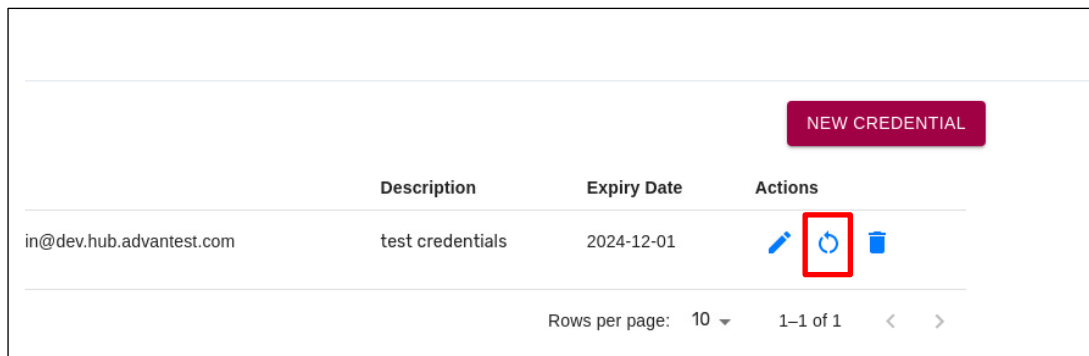 NEW CREDENTIAL
Description Expiry Date Actions
in@dev.hub.advantest.com test credentials 2024-12-01
Rows per page: 10 1–1 of 1